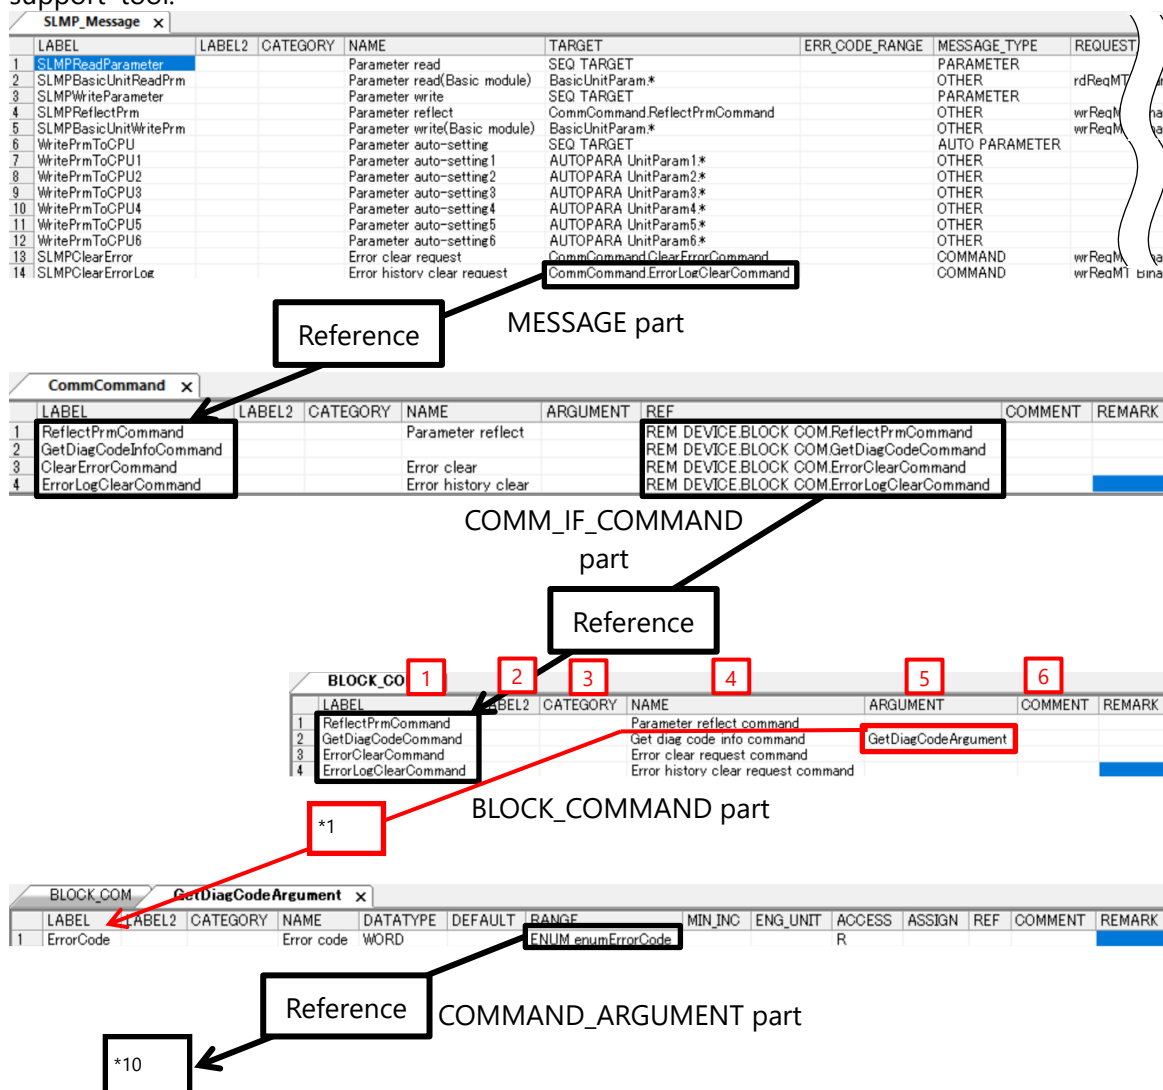 support tool.
SLMP_Message x
LABEL LABEL2 CATEGORY NAME TARGET ERR_CODE_RANGE MESSAGE_TYPE REQUEST
1 SLMPReadParameter Parameter read SEQ TARGET PARAMETER
2 SLMPBasicUnitReadPrm Parameter read(Basic module) BasicUnitParam.* OTHER rdReqMT
3 SLMPWriteParameter Parameter write SEQ TARGET PARAMETER
4 SLMPReflectPrm Parameter reflect CommCommand.ReflectPrmCommand OTHER wrReqM
5 SLMPBasicUnitWritePrm Parameter write(Basic module) BasicUnitParam.* OTHER wrReqM
6 WritePrmToCPU Parameter auto-setting SEQ TARGET AUTO PARAMETER
7 WritePrmToCPU1 Parameter auto-setting1 AUTOPARA UnitParam1.* OTHER
8 WritePrmToCPU2 Parameter auto-setting2 AUTOPARA UnitParam2.* OTHER
9 WritePrmToCPU3 Parameter auto-setting3 AUTOPARA UnitParam3.* OTHER
10 WritePrmToCPU4 Parameter auto-setting4 AUTOPARA UnitParam4.* OTHER
11 WritePrmToCPU5 Parameter auto-setting5 AUTOPARA UnitParam5.* OTHER
12 WritePrmToCPU6 Parameter auto-setting6 AUTOPARA UnitParam6.* OTHER
13 SLMPClearError Error clear request CommCommand.ClearErrorCommand COMMAND wrReqM
14 SLMPClearErrorLog Error history clear request CommCommand.ErrorLogClearCommand COMMAND wrReqMT Bina
Reference
MESSAGE part
CommCommand x
LABEL LABEL2 CATEGORY NAME ARGUMENT REF COMMENT REMARK
1 ReflectPrmCommand Parameter reflect REM DEVICE.BLOCK COM.ReflectPrmCommand
2 GetDiagCodeInfoCommand REM DEVICE.BLOCK COM.GetDiagCodeCommand
3 ClearErrorCommand Error clear REM DEVICE.BLOCK COM.ErrorClearCommand
4 ErrorLogClearCommand Error history clear REM DEVICE.BLOCK COM.ErrorLogClearCommand
COMM_IF_COMMAND
part
Reference
BLOCK_CO 1 2 3 4 5 6
LABEL ABEL2 CATEGORY NAME ARGUMENT COMMENT REMARK
1 ReflectPrmCommand Parameter reflect command
2 GetDiagCodeCommand Get diag code info command GetDiagCodeArgument
3 ErrorClearCommand Error clear request command
4 ErrorLogClearCommand Error history clear request command
BLOCK_COMMAND part
*1
BLOCK_COM GetDiagCodeArgument x
LABEL LABEL2 CATEGORY NAME DATATYPE DEFAULT RANGE MIN_INC ENG_UNIT ACCESS ASSIGN REF COMMENT REMARK
1 ErrorCode Error code WORD ENUM enumErrorCode R
Reference
COMMAND_ARGUMENT part
*10